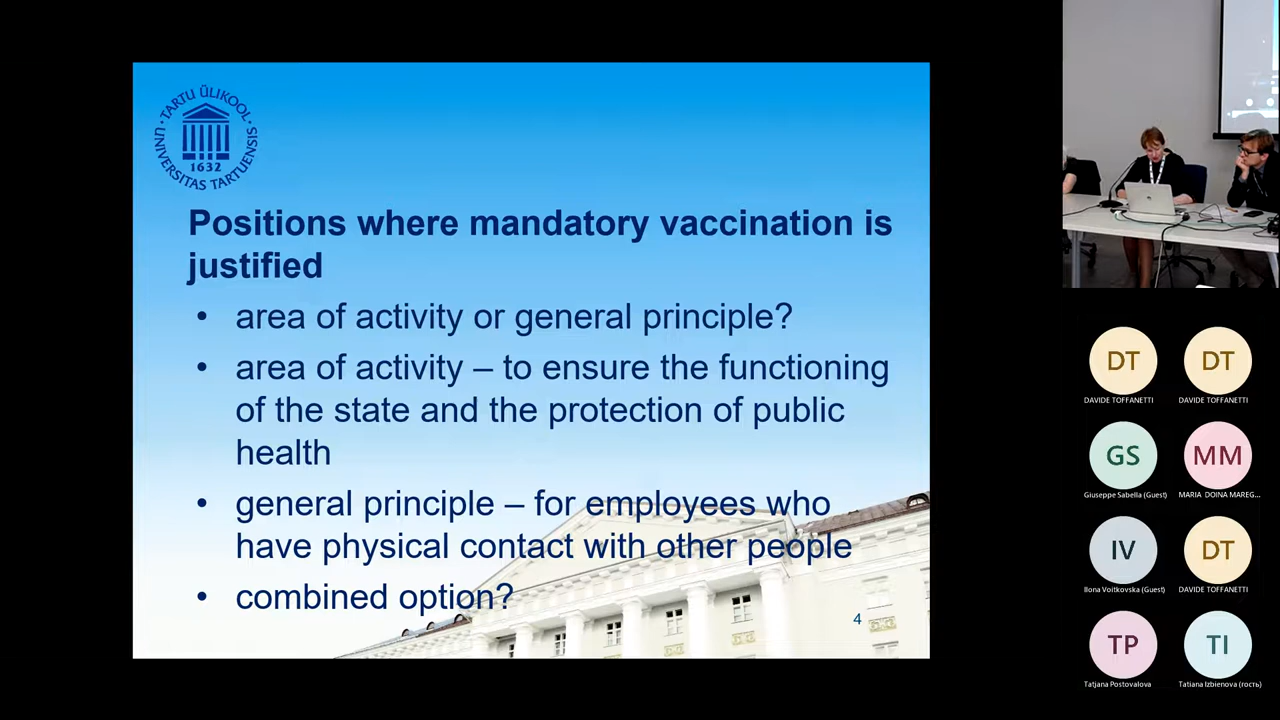 TARTU ÜLIKOOL
UNIVERSITAS TARTUENSIS
1632
Positions where mandatory vaccination is
justified
• area of activity or general principle?
• area of activity – to ensure the functioning
of the state and the protection of public
health
• general principle – for employees who
have physical contact with other people
• combined option?
4
DT
DAVIDE TOFFANETTI
DT
DAVIDE TOFFANETTI
GS
Giuseppe Sabella (Guest)
MM
MARIA DOINA MAREG...
IV
Ilona Voitkovska (Guest)
DT
DAVIDE TOFFANETTI
TP
Tatjana Postovalova
TI
Tatiana Izbienova (гость)